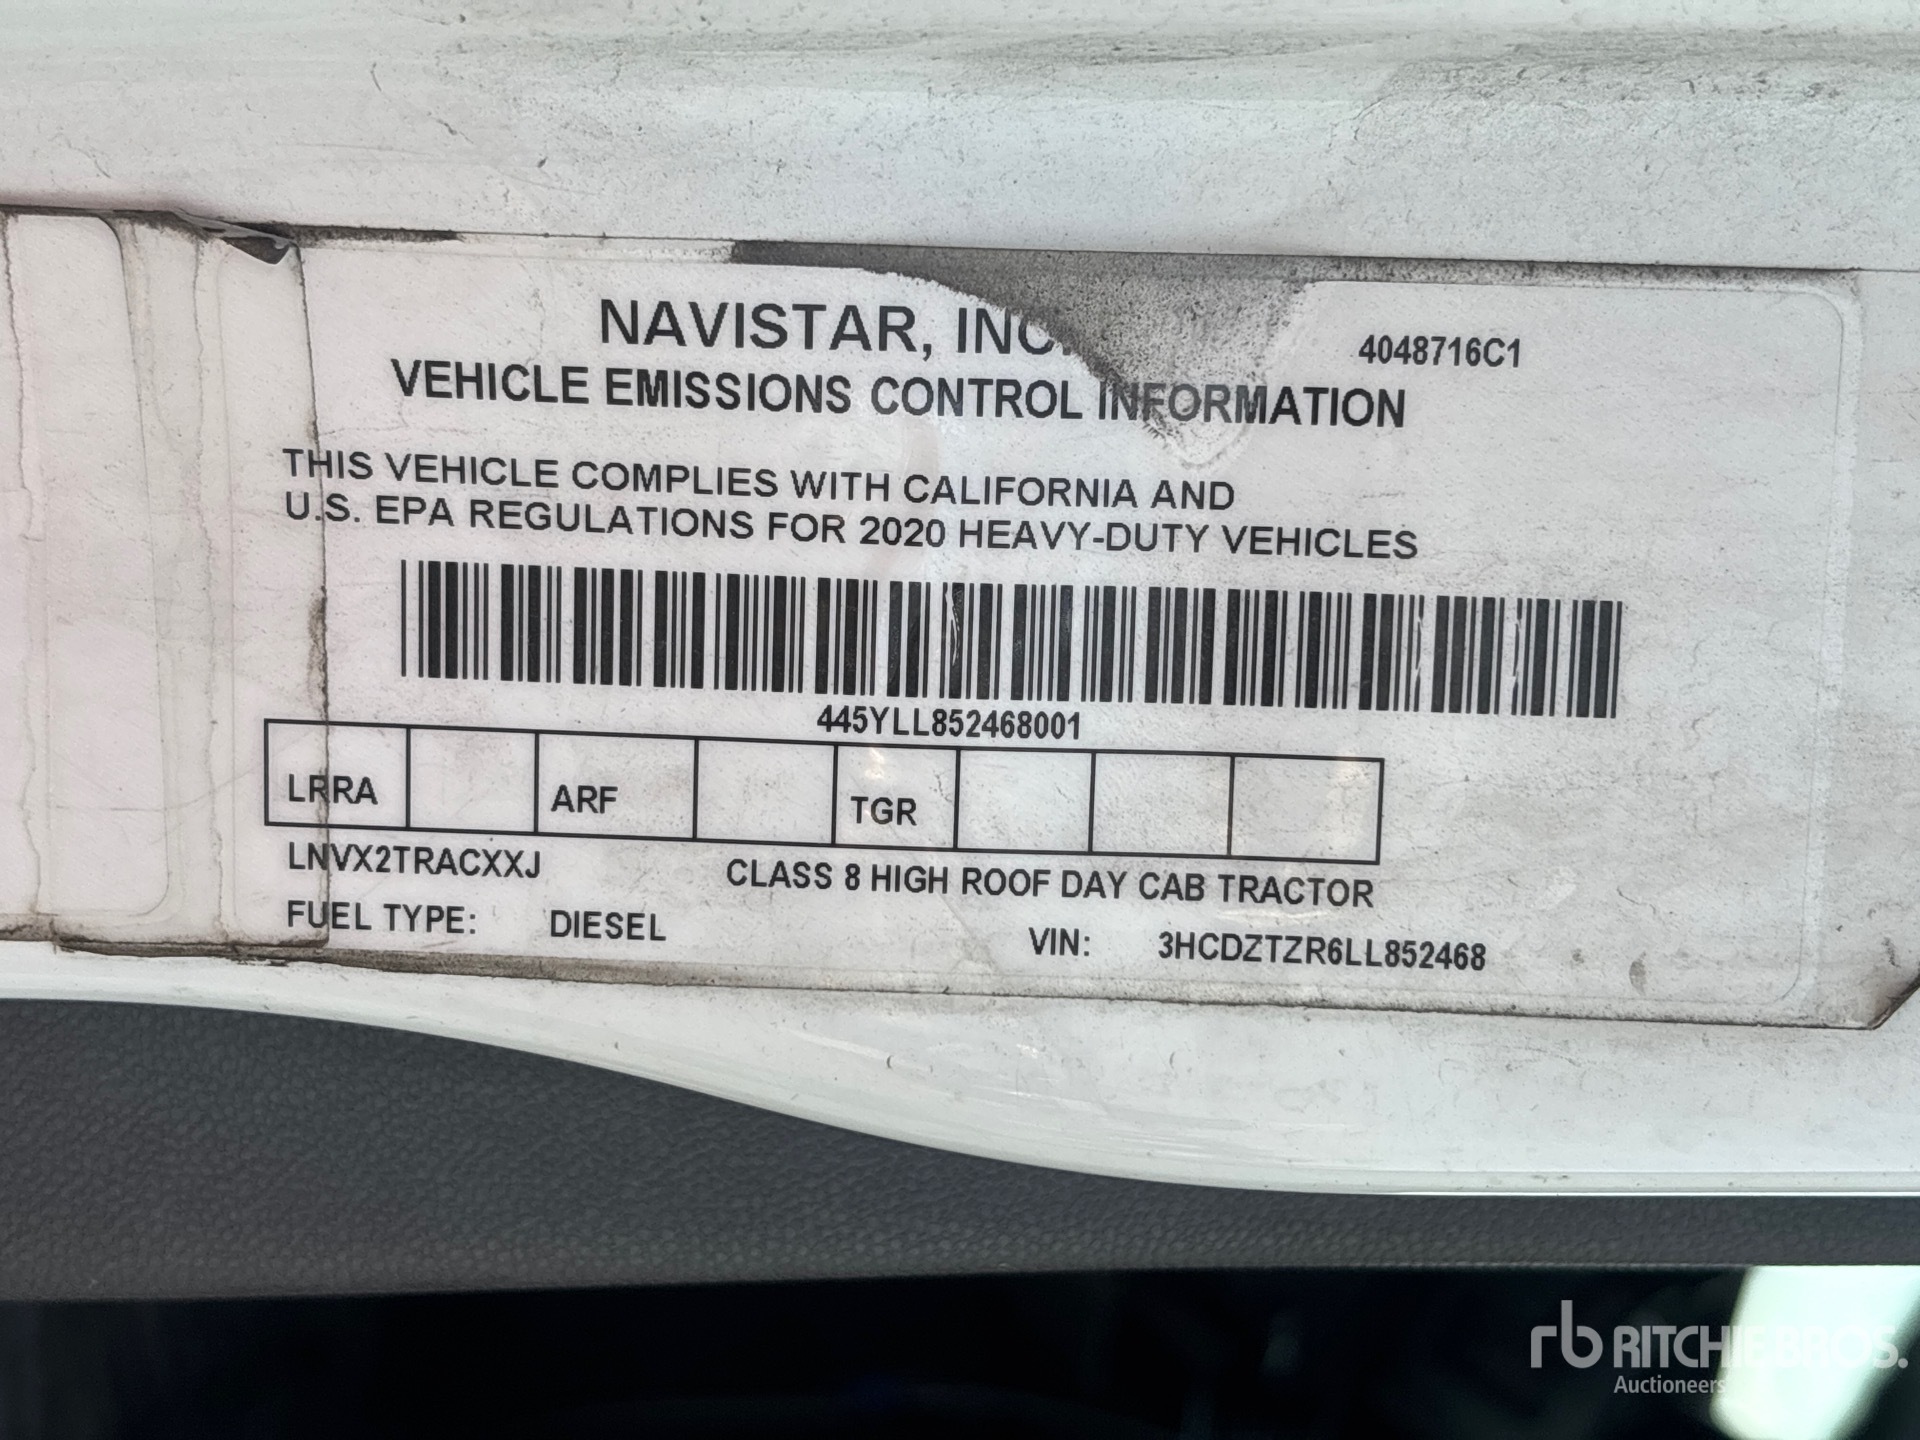 NAVISTAR, INC.
4048716C1
VEHICLE EMISSIONS CONTROL INFORMATION
THIS VEHICLE COMPLIES WITH CALIFORNIA AND
U.S. EPA REGULATIONS FOR 2020 HEAVY-DUTY VEHICLES
445YLL852468001
LRRA ARF TGR
LNVX2TRACXXJ CLASS 8 HIGH ROOF DAY CAB TRACTOR
FUEL TYPE: DIESEL VIN: 3HCDZTZR6LL852468
rb RITCHIE BROS.
Auctioneers